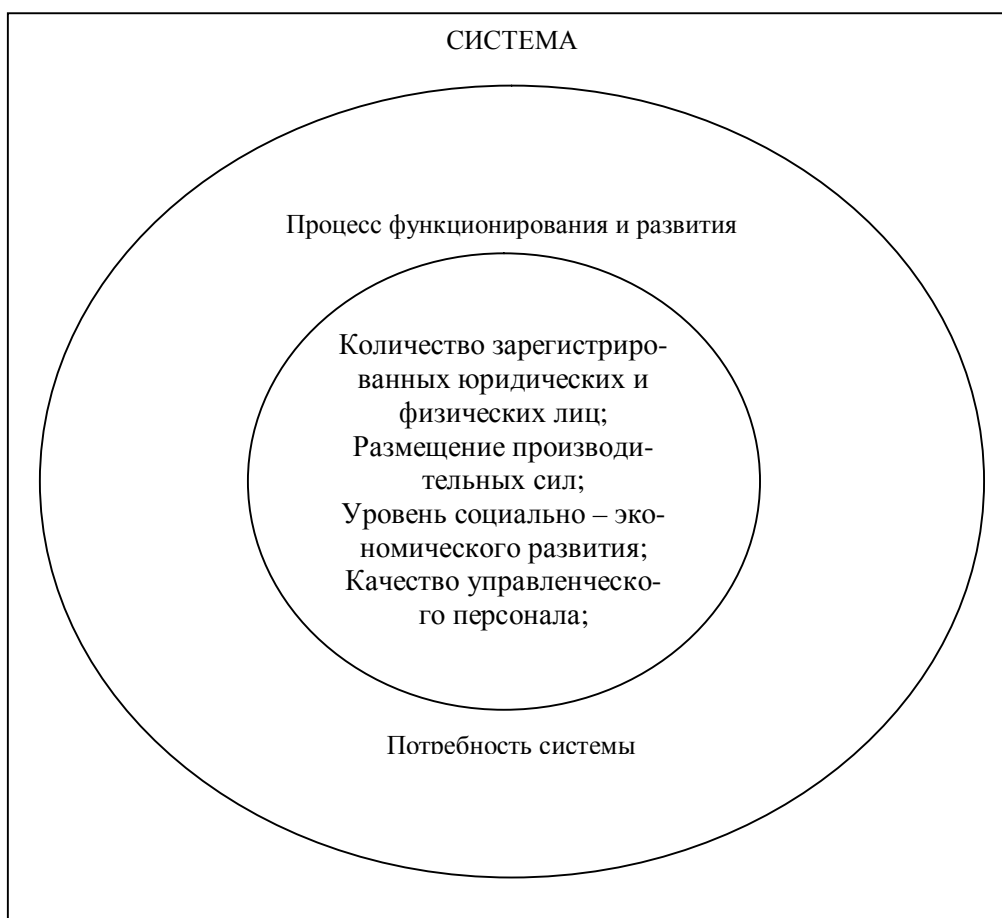 СИСТЕМА
Процесс функционирования и развития
Количество зарегистриро-
ванных юридических и
физических лиц;
Размещение производи-
тельных сил;
Уровень социально – эко-
номического развития;
Качество управленческо-
го персонала;
Потребность системы